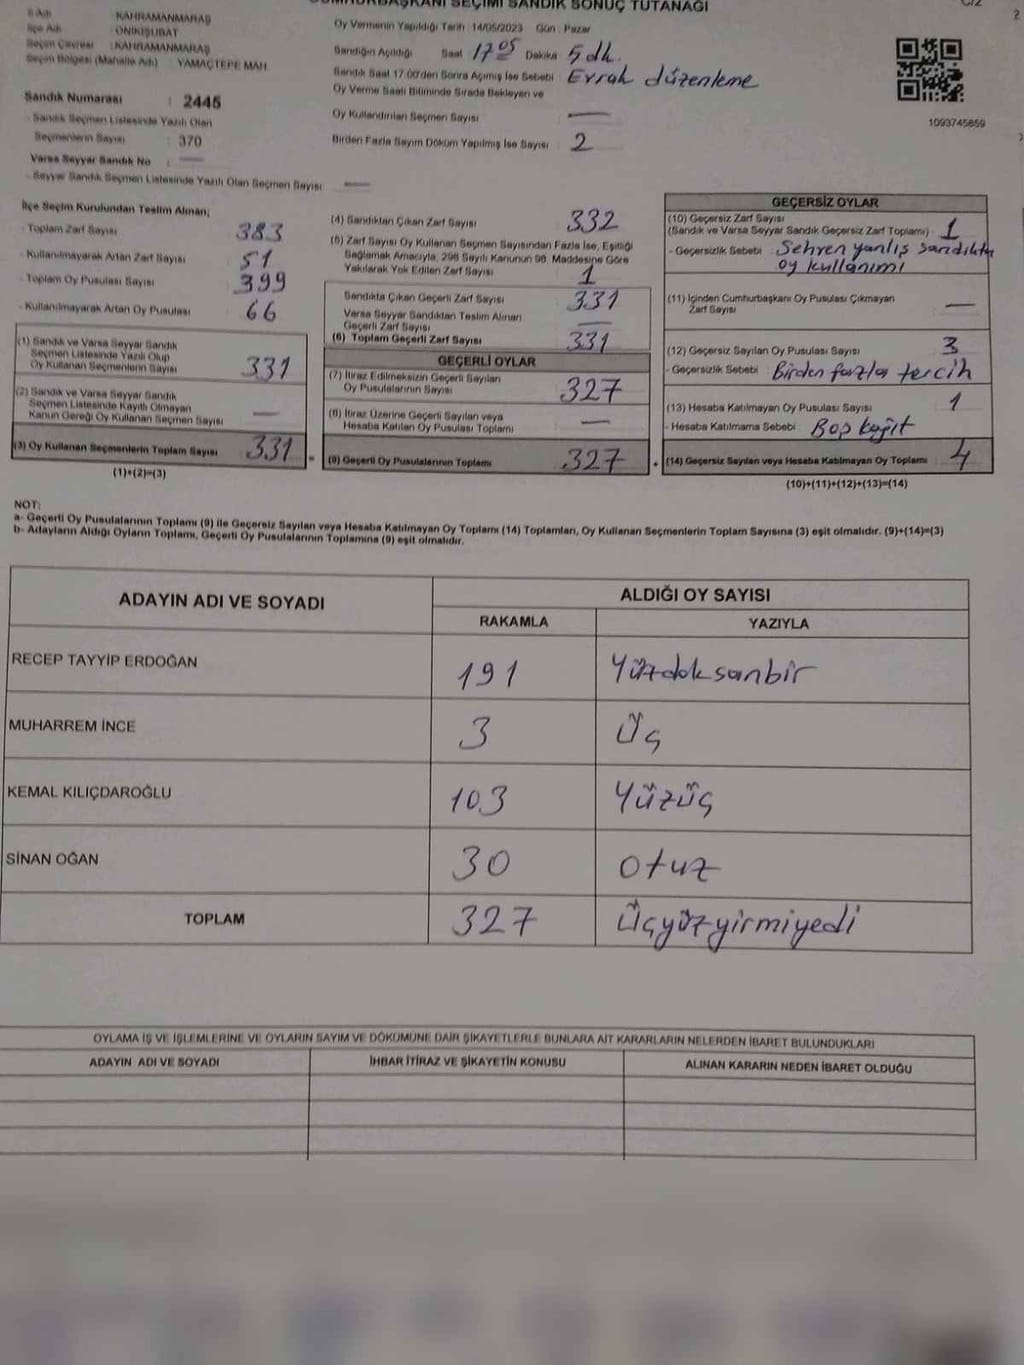 CUMHURBAŞKANI SEÇİMİ SANDIK SONUÇ TUTANAĞI
C/2
2
İl Adı : KAHRAMANMARAŞ
İlçe Adı : ONİKİŞUBAT
Seçim Çevresi : KAHRAMANMARAŞ
Seçim Bölgesi (Mahalle Adı) : YAMAÇTEPE MAH
Sandık Numarası : 2445
- Sandık Seçmen Listesinde Yazılı Olan
Seçmenlerin Sayısı : 370
Varsa Seyyar Sandık No : —
- Seyyar Sandık Seçmen Listesinde Yazılı Olan Seçmen Sayısı : —
Oy Vermenin Yapıldığı Tarih : 14/05/2023 Gün : Pazar
Sandığın Açıldığı Saat 17 05 Dakika 5 dk.
Sandık Saat 17:00'den Sonra Açımış İse Sebebi : Evrak düzenleme
Oy Verme Saati Bitiminde Sırada Bekleyen ve
Oy Kullandırılan Seçmen Sayısı : —
Birden Fazla Sayım Döküm Yapılmış İse Sayısı : 2
1093745859
İlçe Seçim Kurulundan Teslim Alınan;
- Toplam Zarf Sayısı : 383
- Kullanılmayarak Artan Zarf Sayısı : 51
- Toplam Oy Pusulası Sayısı : 399
- Kullanılmayarak Artan Oy Pusulası : 66
(1) Sandık ve Varsa Seyyar Sandık
Seçmen Listesinde Yazılı Olup
Oy Kullanan Seçmenlerin Sayısı : 331
(2) Sandık ve Varsa Seyyar Sandık
Seçmen Listesinde Kayıtlı Olmayan
Kanun Gereği Oy Kullanan Seçmen Sayısı : —
(3) Oy Kullanan Seçmenlerin Toplam Sayısı : 331
(1)+(2)=(3)
(4) Sandıktan Çıkan Zarf Sayısı : 332
(5) Zarf Sayısı Oy Kullanan Seçmen Sayısından Fazla İse, Eşitliği
Sağlamak Amacıyla, 298 Sayılı Kanunun 98. Maddesine Göre
Yakılarak Yok Edilen Zarf Sayısı : 1
Sandıkta Çıkan Geçerli Zarf Sayısı : 331
Varsa Seyyar Sandıktan Teslim Alınan
Geçerli Zarf Sayısı : —
(6) Toplam Geçerli Zarf Sayısı : 331
GEÇERLİ OYLAR
(7) İtiraz Edilmeksizin Geçerli Sayılan
Oy Pusulalarının Sayısı : 327
(8) İtiraz Üzerine Geçerli Sayılan veya
Hesaba Katılan Oy Pusulası Toplamı : —
= (9) Geçerli Oy Pusulalarının Toplamı : 327 +
GEÇERSİZ OYLAR
(10) Geçersiz Zarf Sayısı
(Sandık ve Varsa Seyyar Sandık Geçersiz Zarf Toplamı) : 1
- Geçersizlik Sebebi : Sehven yanlış sandıkta
oy kullanımı
(11) İçinden Cumhurbaşkanı Oy Pusulası Çıkmayan
Zarf Sayısı : —
(12) Geçersiz Sayılan Oy Pusulası Sayısı : 3
- Geçersizlik Sebebi : Birden fazla tercih
(13) Hesaba Katılmayan Oy Pusulası Sayısı : 1
- Hesaba Katılmama Sebebi : Boş kağıt
(14) Geçersiz Sayılan veya Hesaba Katılmayan Oy Toplamı : 4
(10)+(11)+(12)+(13)=(14)
NOT:
a- Geçerli Oy Pusulalarının Toplamı (9) ile Geçersiz Sayılan veya Hesaba Katılmayan Oy Toplamı (14) Toplamları, Oy Kullanan Seçmenlerin Toplam Sayısına (3) eşit olmalıdır. (9)+(14)=(3)
b- Adayların Aldığı Oyların Toplamı, Geçerli Oy Pusulalarının Toplamına (9) eşit olmalıdır.
ADAYIN ADI VE SOYADI
ALDIĞI OY SAYISI
RAKAMLA YAZIYLA
RECEP TAYYİP ERDOĞAN 191 Yüzdoksanbir
MUHARREM İNCE 3 Üç
KEMAL KILIÇDAROĞLU 103 Yüzüç
SİNAN OĞAN 30 Otuz
TOPLAM 327 Üçyüzyirmiyedi
OYLAMA İŞ VE İŞLEMLERİNE VE OYLARIN SAYIM VE DÖKÜMÜNE DAİR ŞİKAYETLERLE BUNLARA AİT KARARLARIN NELERDEN İBARET BULUNDUKLARI
ADAYIN ADI VE SOYADI İHBAR İTİRAZ VE ŞİKAYETİN KONUSU ALINAN KARARIN NEDEN İBARET OLDUĞU